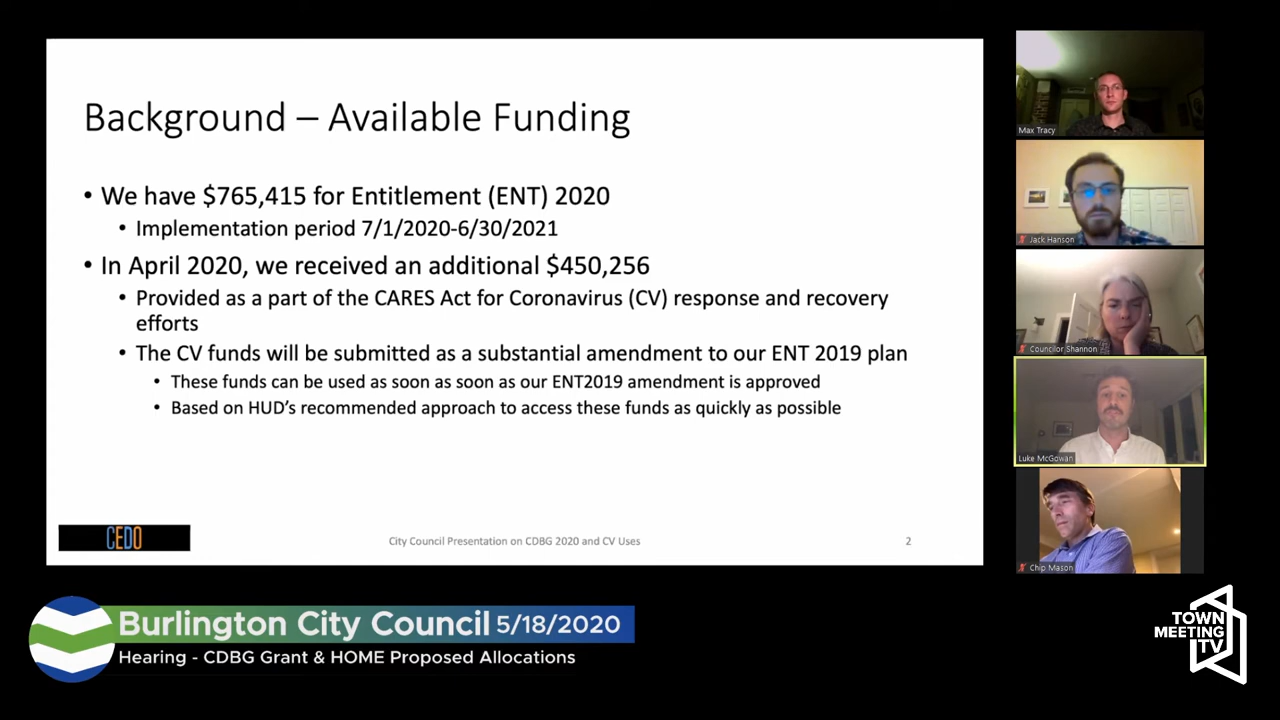 Background – Available Funding
• We have $765,415 for Entitlement (ENT) 2020
• Implementation period 7/1/2020-6/30/2021
• In April 2020, we received an additional $450,256
• Provided as a part of the CARES Act for Coronavirus (CV) response and recovery
efforts
• The CV funds will be submitted as a substantial amendment to our ENT 2019 plan
• These funds can be used as soon as soon as our ENT2019 amendment is approved
• Based on HUD's recommended approach to access these funds as quickly as possible
CEDO
City Council Presentation on CDBG 2020 and CV Uses
2
Max Tracy
Jack Hanson
Councilor Shannon
Luke McGowan
Chip Mason
Burlington City Council 5/18/2020
Hearing - CDBG Grant & HOME Proposed Allocations
TOWN
MEETING
TV